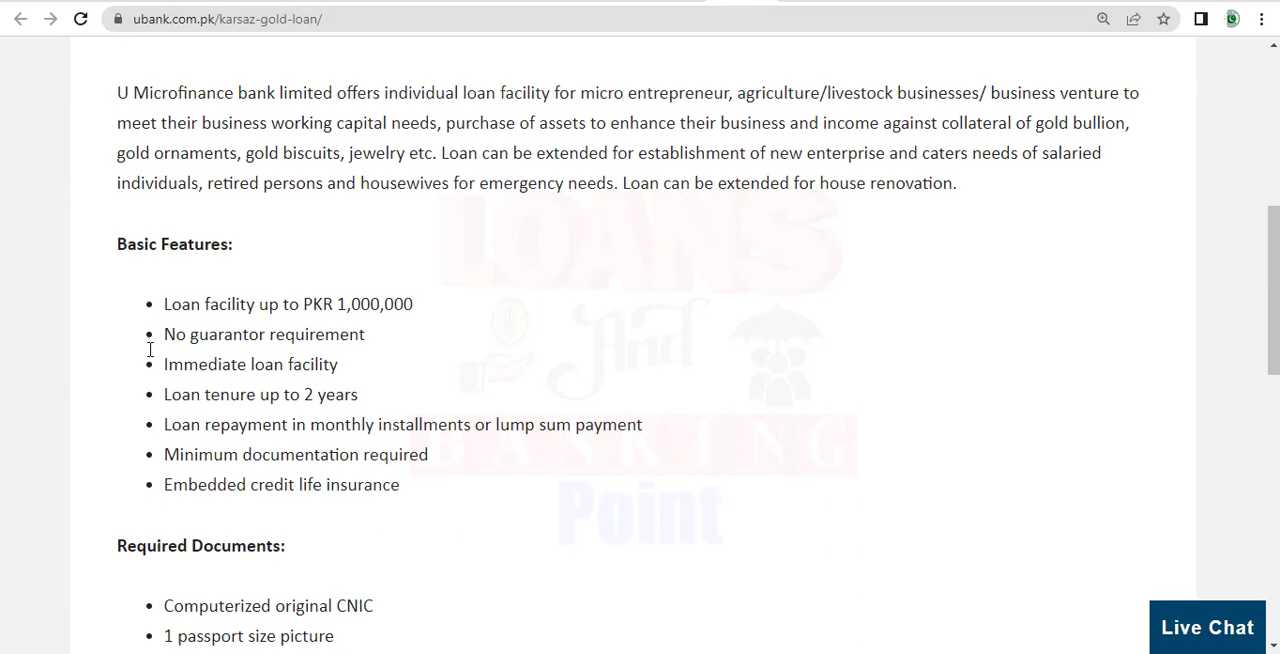 ubank.com.pk/karsaz-gold-loan/
U Microfinance bank limited offers individual loan facility for micro entrepreneur, agriculture/livestock businesses/ business venture to
meet their business working capital needs, purchase of assets to enhance their business and income against collateral of gold bullion,
gold ornaments, gold biscuits, jewelry etc. Loan can be extended for establishment of new enterprise and caters needs of salaried
individuals, retired persons and housewives for emergency needs. Loan can be extended for house renovation.
LOANS
And
BANKING
Point
Basic Features:
• Loan facility up to PKR 1,000,000
• No guarantor requirement
• Immediate loan facility
• Loan tenure up to 2 years
• Loan repayment in monthly installments or lump sum payment
• Minimum documentation required
• Embedded credit life insurance
Required Documents:
• Computerized original CNIC
• 1 passport size picture
Live Chat